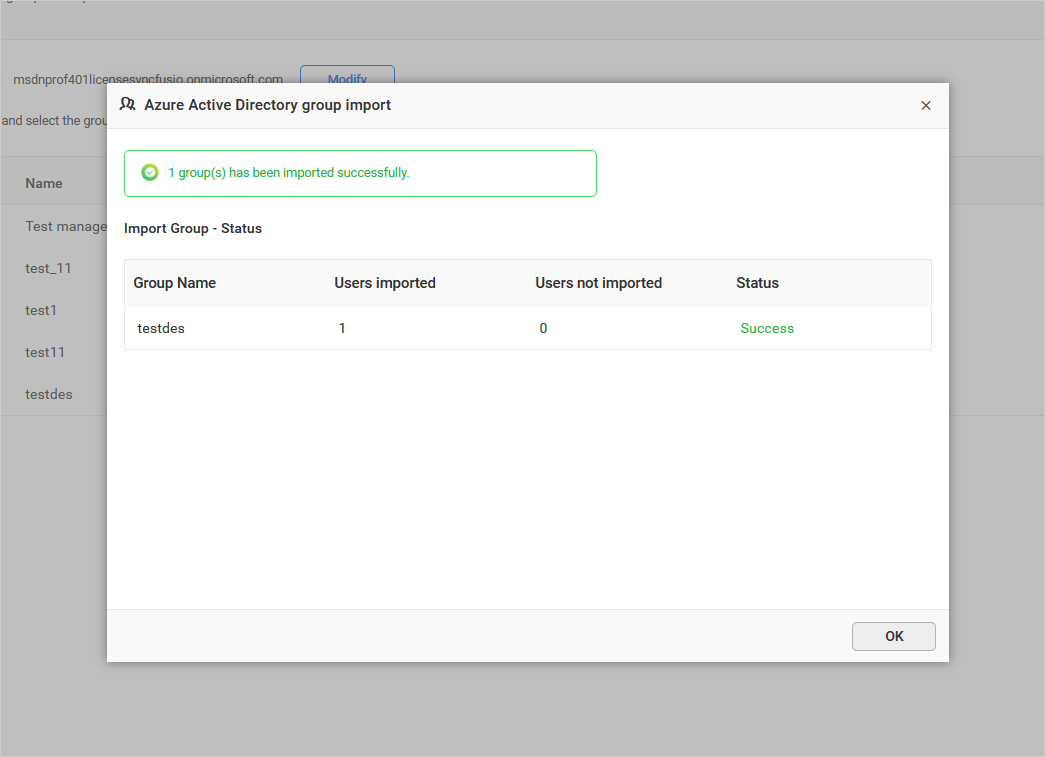 msdnprof401licensesyncfusio.onmicrosoft.com Modify
Azure Active Directory group import
and select the grou
1 group(s) has been imported successfully.
Name
Import Group - Status
Test manage
test_11
test1
test11
testdes
Group Name Users imported Users not imported Status
testdes 1 0 Success
OK